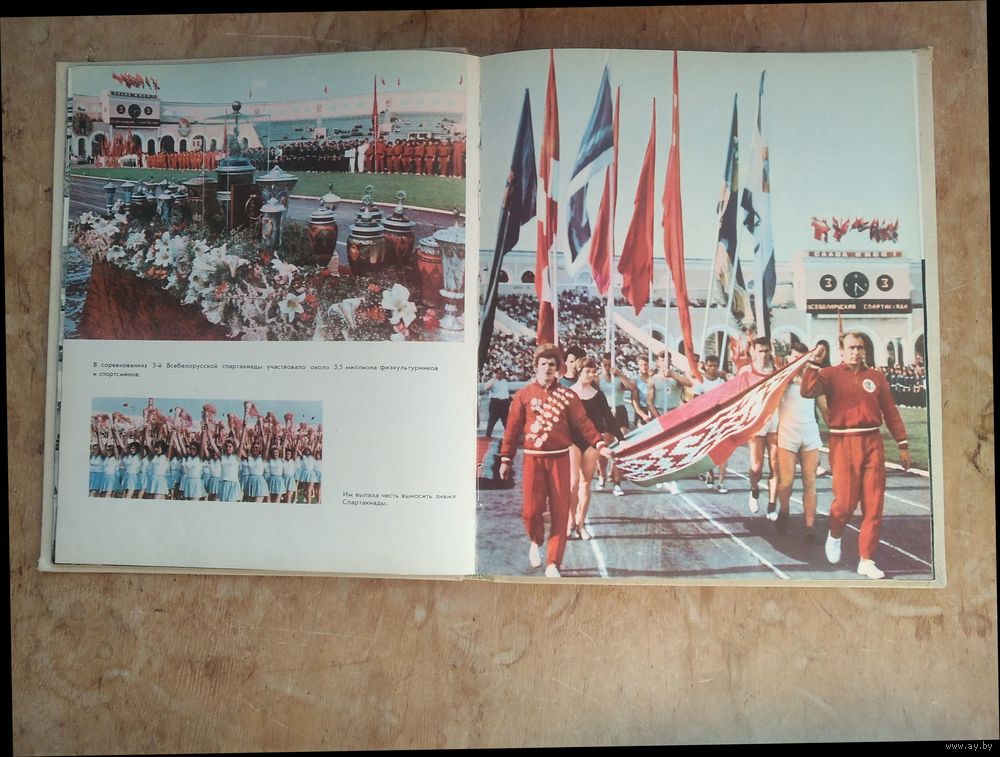 В соревнованиях 3-й Всебелорусской спартакиады участвовало около 3,5 миллиона физкультурников
и спортсменов.
Им выпала честь выносить знамя
Спартакиады.
СЛАВА КПСС!
3 3
ВСЕБЕЛОРУССКАЯ СПАРТАКИАДА
www.ay.by